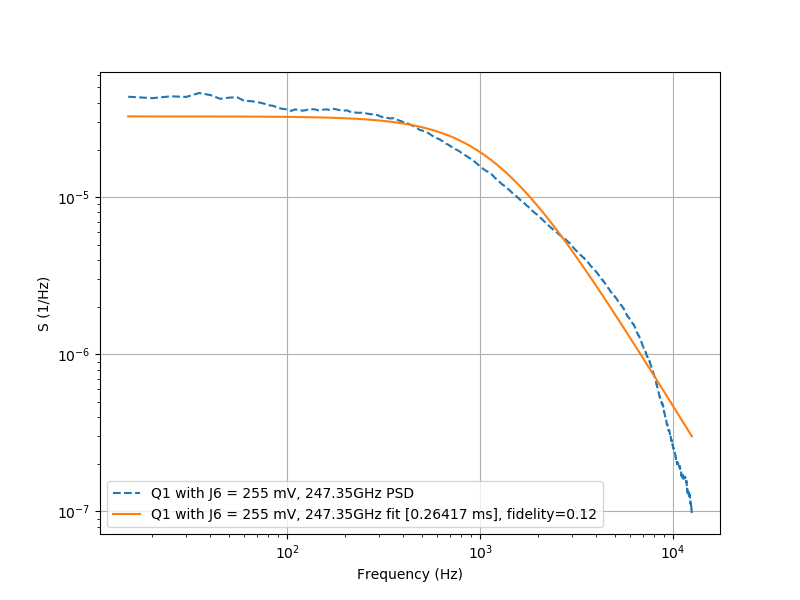 S (1/Hz)
10⁻⁵
10⁻⁶
10⁻⁷
Q1 with J6 = 255 mV, 247.35GHz PSD
Q1 with J6 = 255 mV, 247.35GHz fit [0.26417 ms], fidelity=0.12
10² 10³ 10⁴
Frequency (Hz)